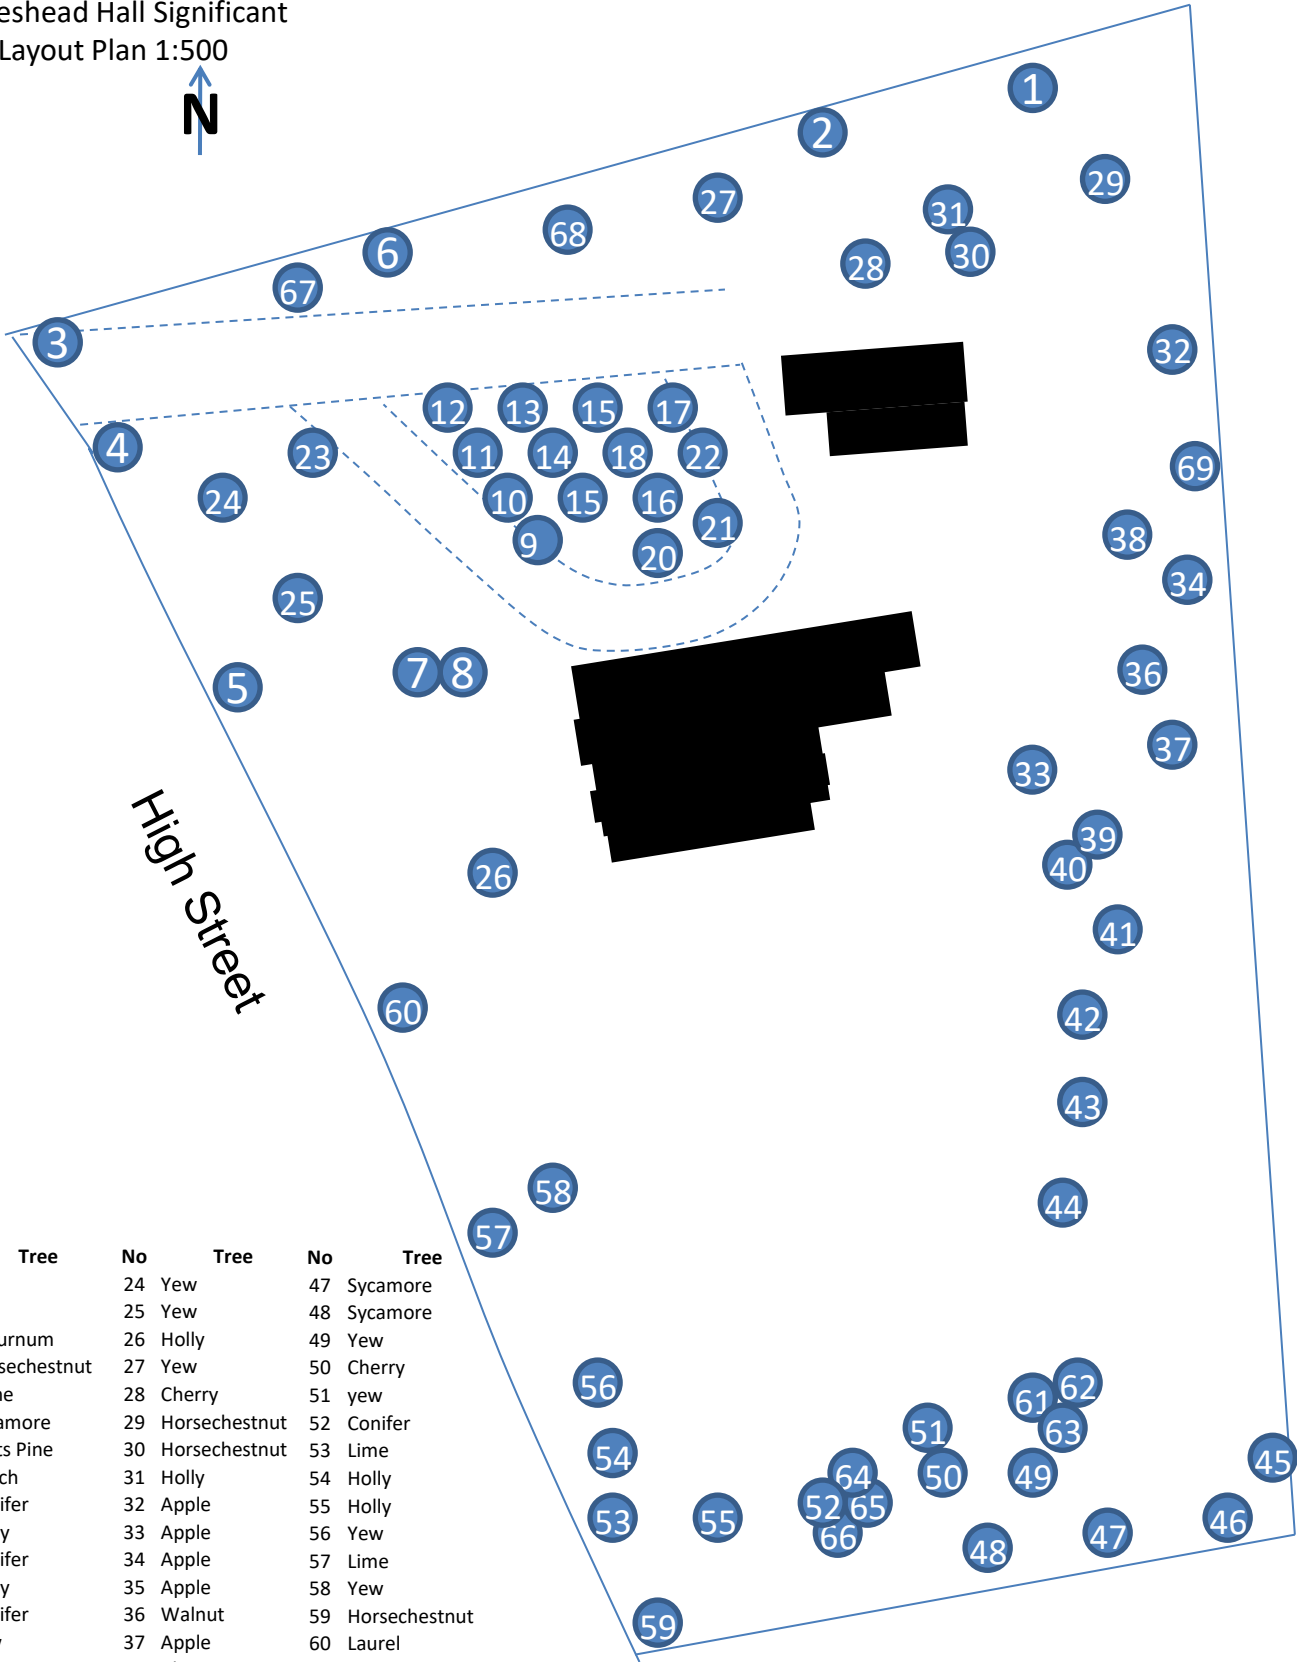 eshead Hall Significant
Layout Plan 1:500
N
1
2
29
27
31
68
30
6
28
67
3
32
12 13 15 17
4
23
11 14 18 22
69
24
10 15 16
21
38
9
20
34
25
7 8
36
5
37
33
High Street
39
40
26
41
60
42
43
58
44
57
56
62
61
51
63
54
45
64
50
49
52
65
53
55
46
66
47
48
59
Tree No Tree No Tree
24 Yew 47 Sycamore
25 Yew 48 Sycamore
urnum 26 Holly 49 Yew
sechestnut 27 Yew 50 Cherry
ne 28 Cherry 51 yew
amore 29 Horsechestnut 52 Conifer
ts Pine 30 Horsechestnut 53 Lime
ch 31 Holly 54 Holly
ifer 32 Apple 55 Holly
y 33 Apple 56 Yew
ifer 34 Apple 57 Lime
y 35 Apple 58 Yew
ifer 36 Walnut 59 Horsechestnut
37 Apple 60 Laurel